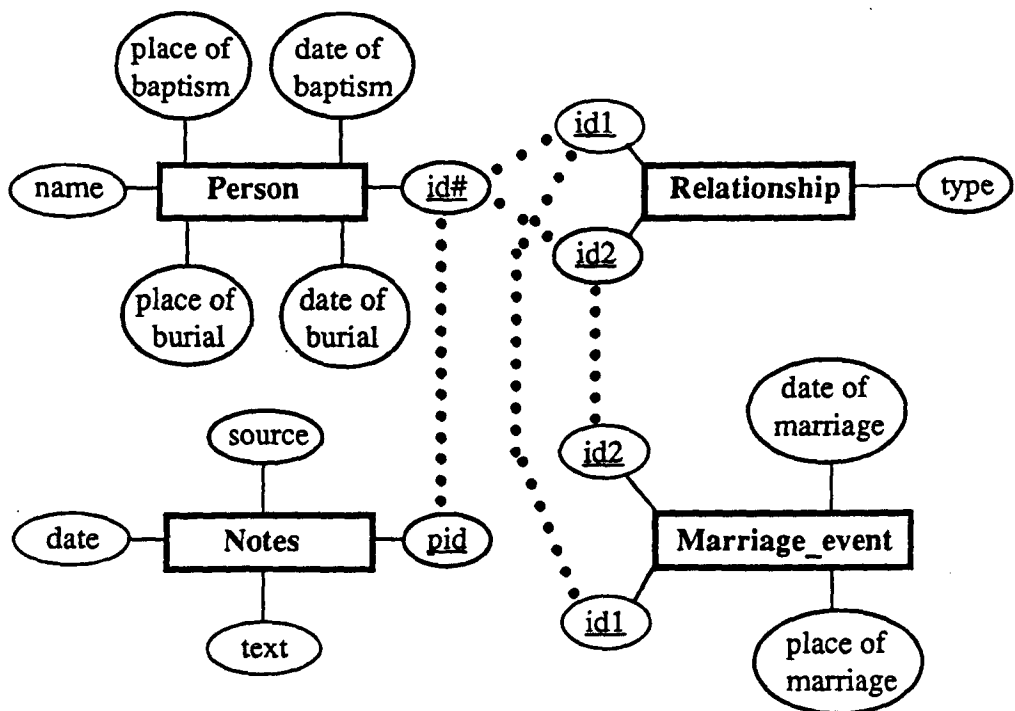 place of
baptism
date of
baptism
id1
name
Person
id#
Relationship
type
id2
place of
burial
date of
burial
date of
marriage
source
id2
date
Notes
pid
Marriage_event
id1
text
place of
marriage